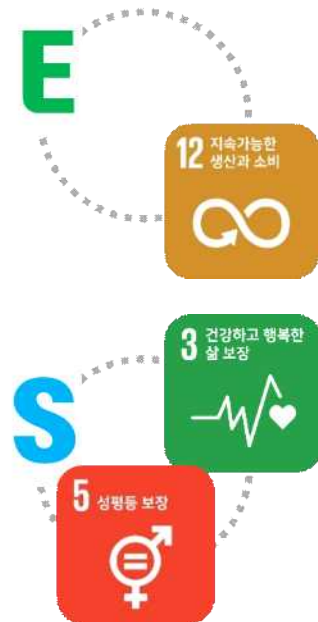 E
12 지속가능한
생산과 소비
3 건강하고 행복한
삶 보장
S
5 성평등 보장